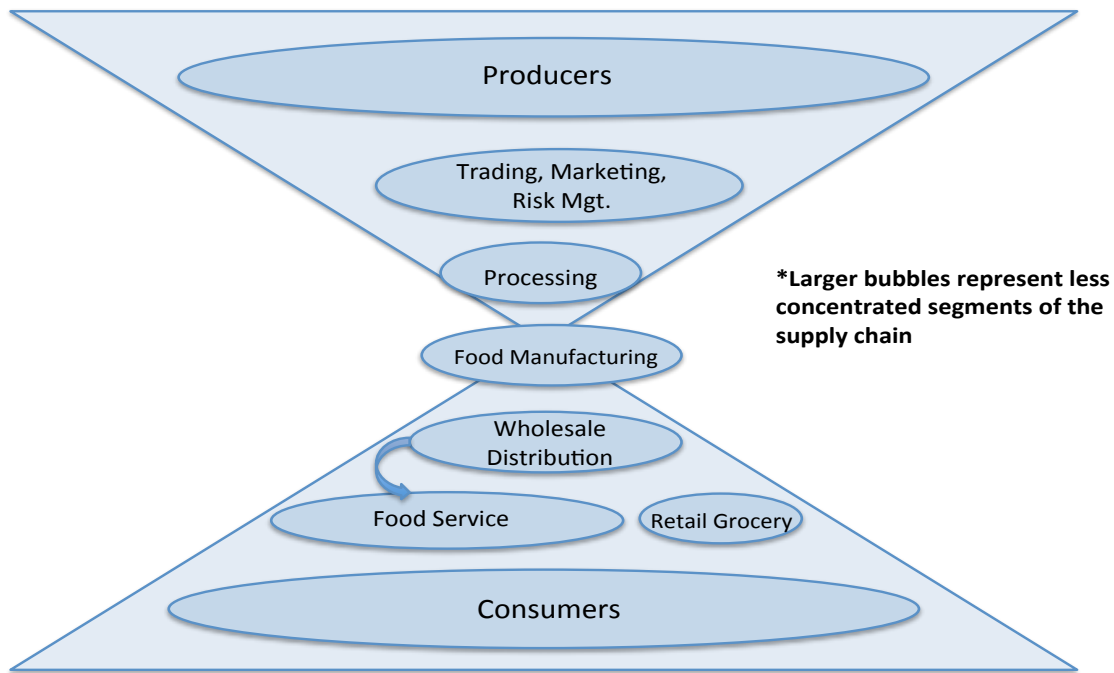 Producers
Trading, Marketing,
Risk Mgt.
Processing
*Larger bubbles represent less
concentrated segments of the
supply chain
Food Manufacturing
Wholesale
Distribution
Food Service
Retail Grocery
Consumers